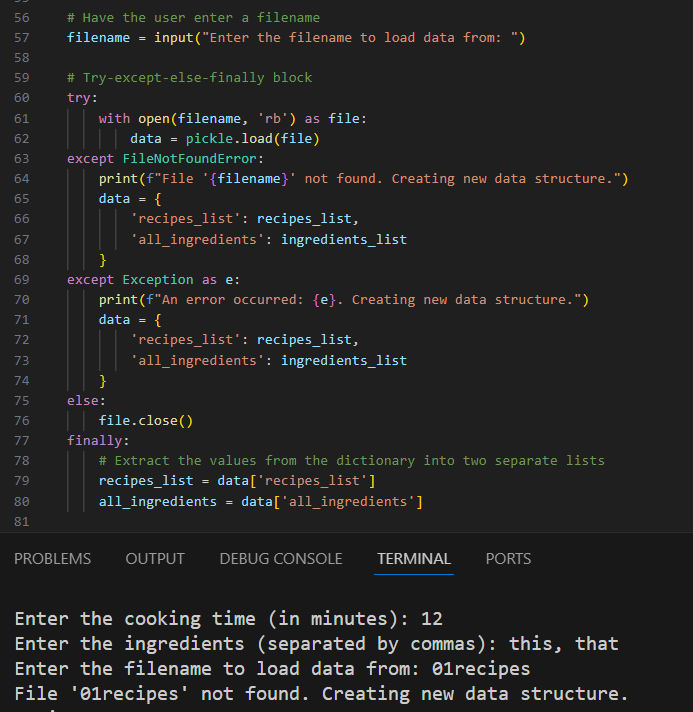 56 # Have the user enter a filename
57 filename = input("Enter the filename to load data from: ")
58
59 # Try-except-else-finally block
60 try:
61 with open(filename, 'rb') as file:
62 data = pickle.load(file)
63 except FileNotFoundError:
64 print(f"File '{filename}' not found. Creating new data structure.")
65 data = {
66 'recipes_list': recipes_list,
67 'all_ingredients': ingredients_list
68 }
69 except Exception as e:
70 print(f"An error occurred: {e}. Creating new data structure.")
71 data = {
72 'recipes_list': recipes_list,
73 'all_ingredients': ingredients_list
74 }
75 else:
76 file.close()
77 finally:
78 # Extract the values from the dictionary into two separate lists
79 recipes_list = data['recipes_list']
80 all_ingredients = data['all_ingredients']
81
PROBLEMS OUTPUT DEBUG CONSOLE TERMINAL PORTS
Enter the cooking time (in minutes): 12
Enter the ingredients (separated by commas): this, that
Enter the filename to load data from: 01recipes
File '01recipes' not found. Creating new data structure.